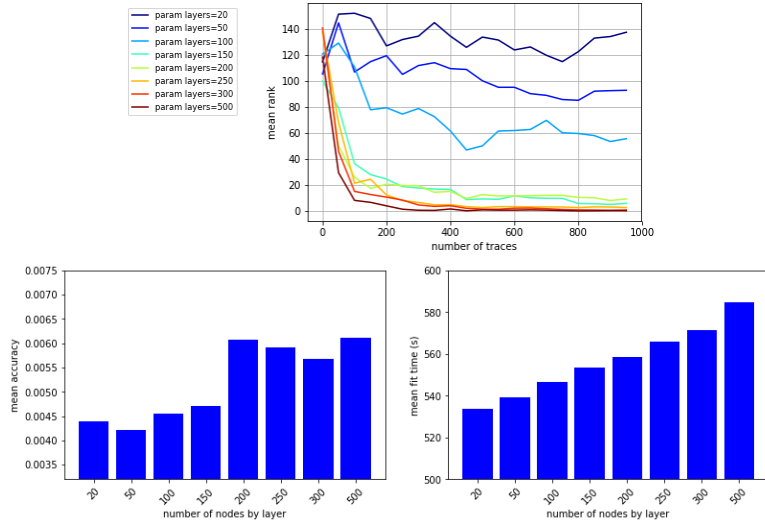 param layers=20
param layers=50
param layers=100
param layers=150
param layers=200
param layers=250
param layers=300
param layers=500
mean rank
140
120
100
80
60
40
20
0
0 200 400 600 800 1000
number of traces
mean accuracy
0.0075
0.0070
0.0065
0.0060
0.0055
0.0050
0.0045
0.0040
0.0035
20 50 100 150 200 250 300 500
number of nodes by layer
mean fit time (s)
600
580
560
540
520
500
20 50 100 150 200 250 300 500
number of nodes by layer